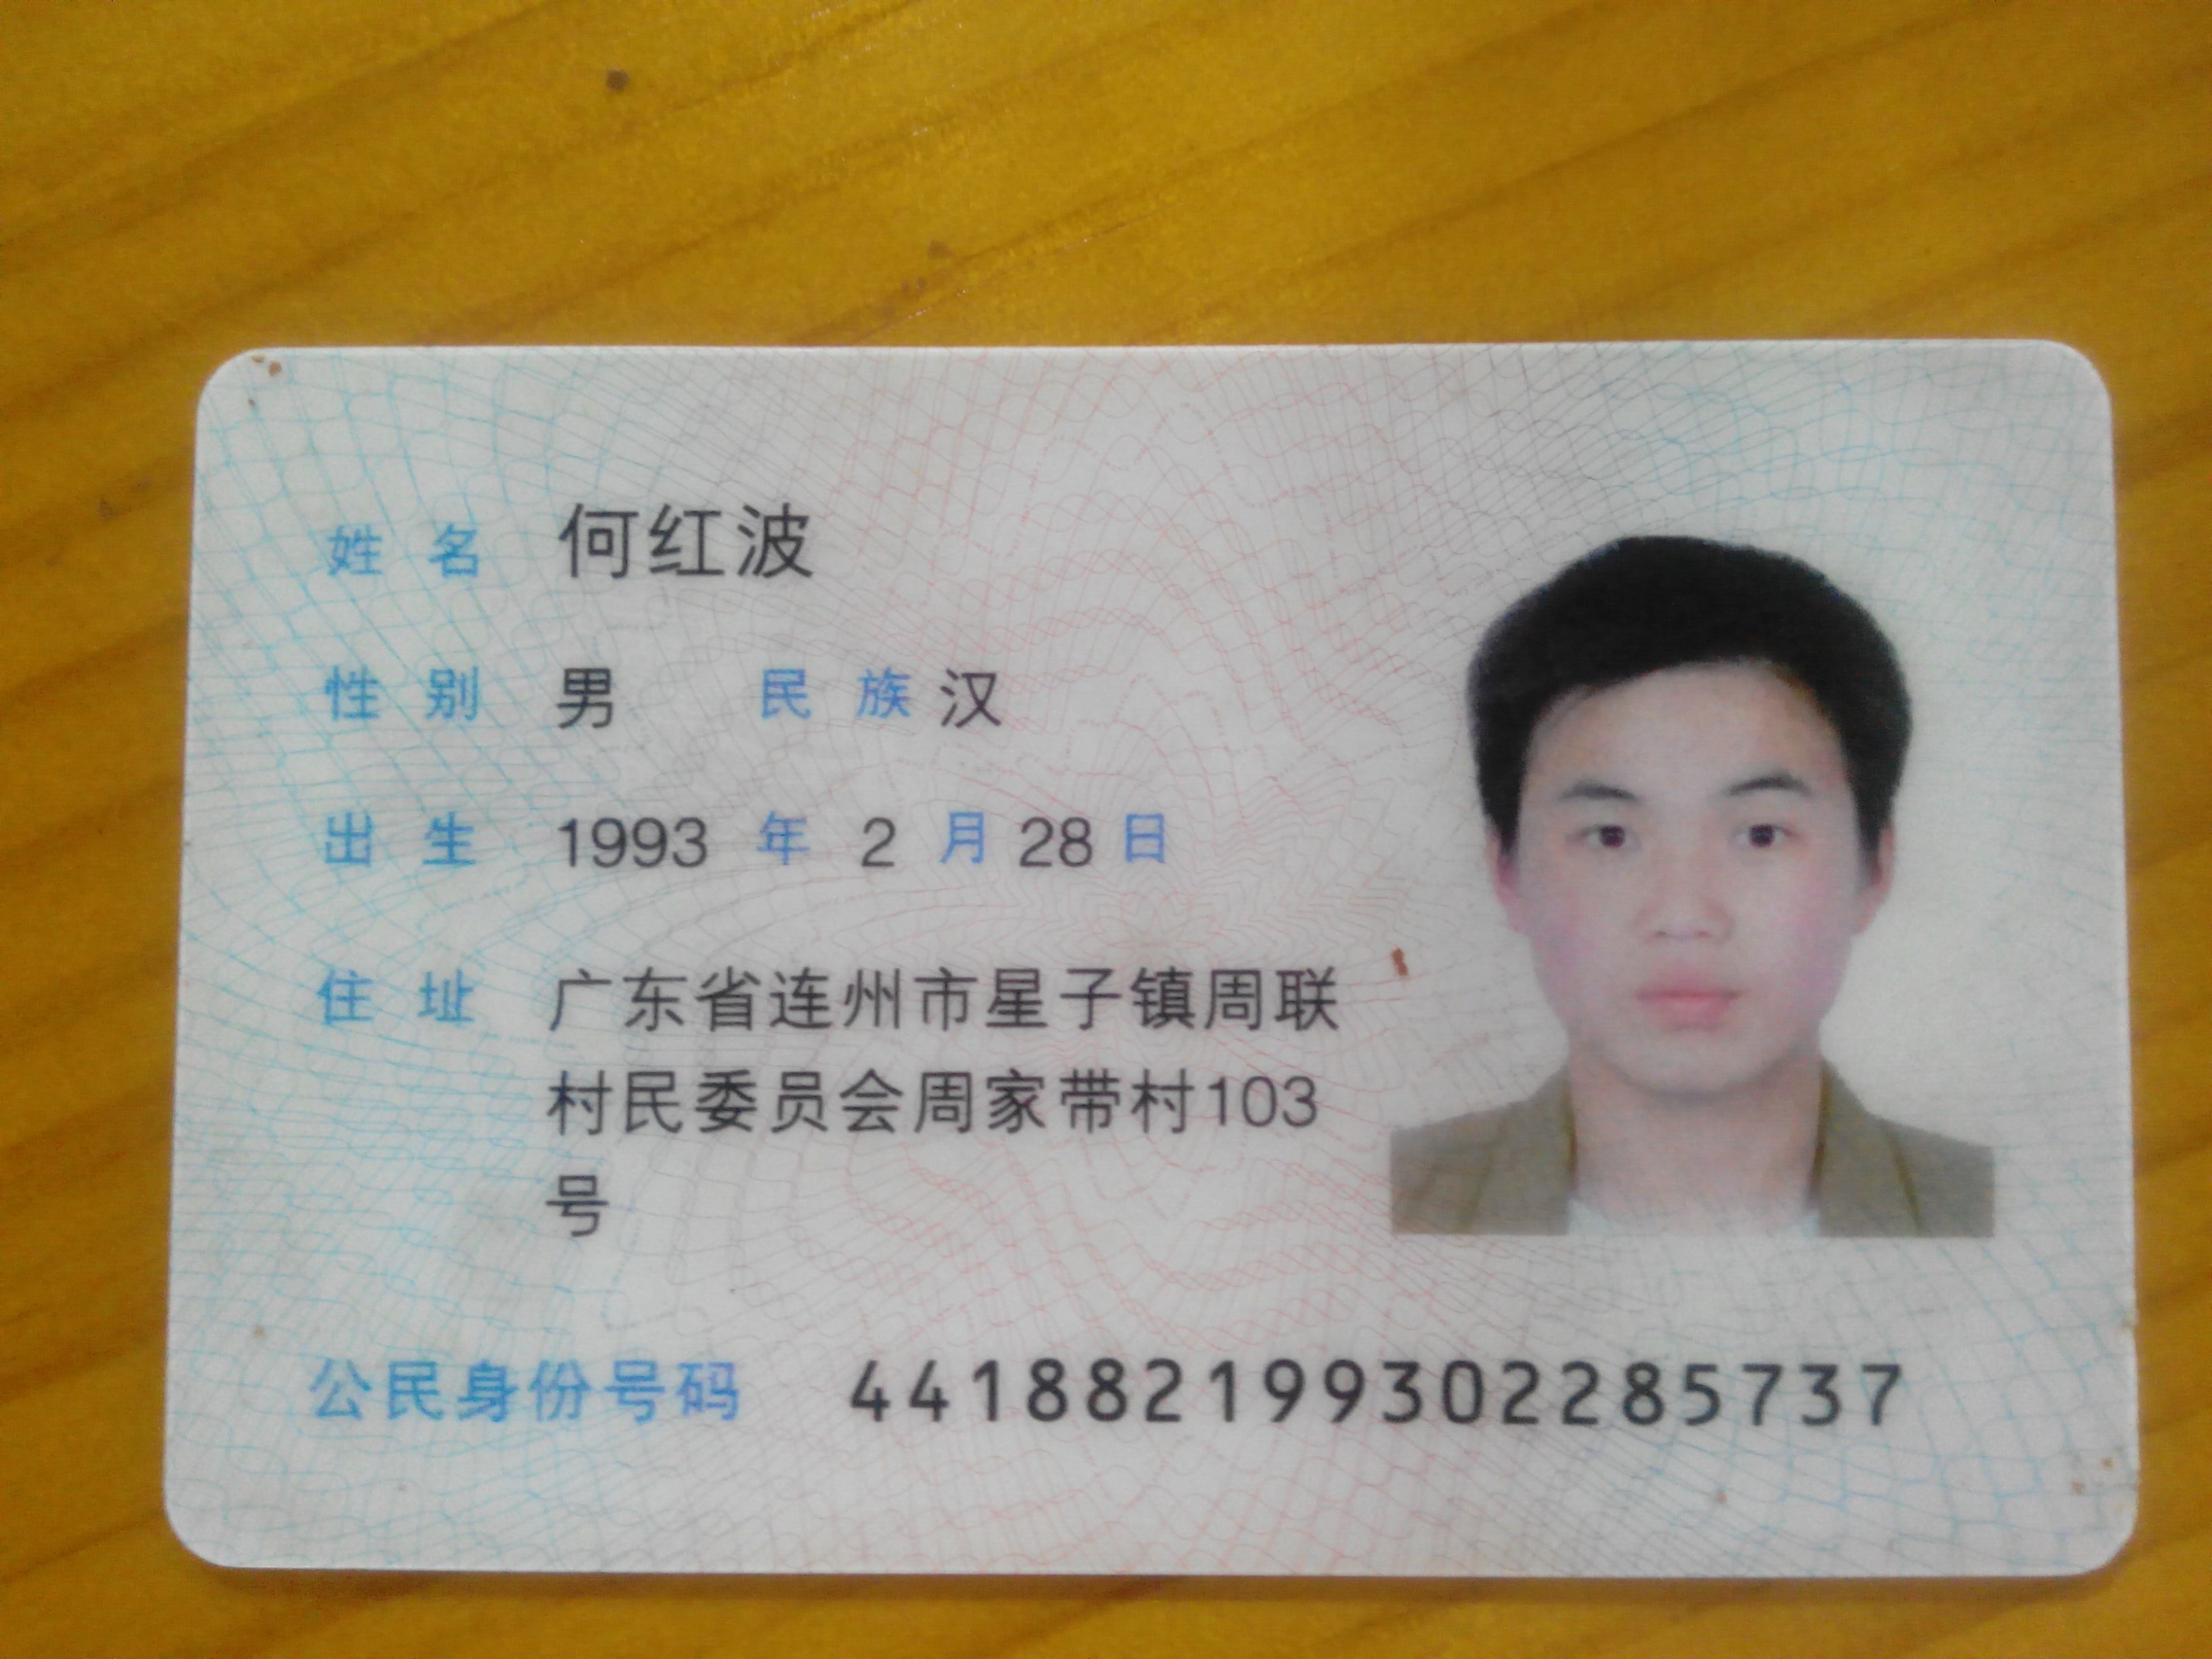 姓名 何红波
性别 男 民族 汉
出生 1993 年 2 月 28 日
住址 广东省连州市星子镇周联
村民委员会周家带村103
号
公民身份号码 441882199302285737